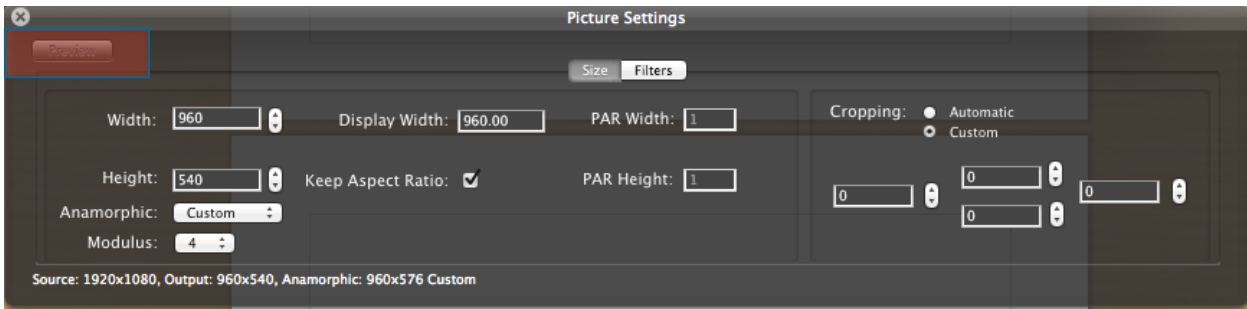 Picture Settings
Preview
Size Filters
Width: 960 Display Width: 960.00 PAR Width: 1 Cropping: Automatic
Custom
Height: 540 Keep Aspect Ratio: PAR Height: 1 0 0 0
0
Anamorphic: Custom
Modulus: 4
Source: 1920x1080, Output: 960x540, Anamorphic: 960x576 Custom